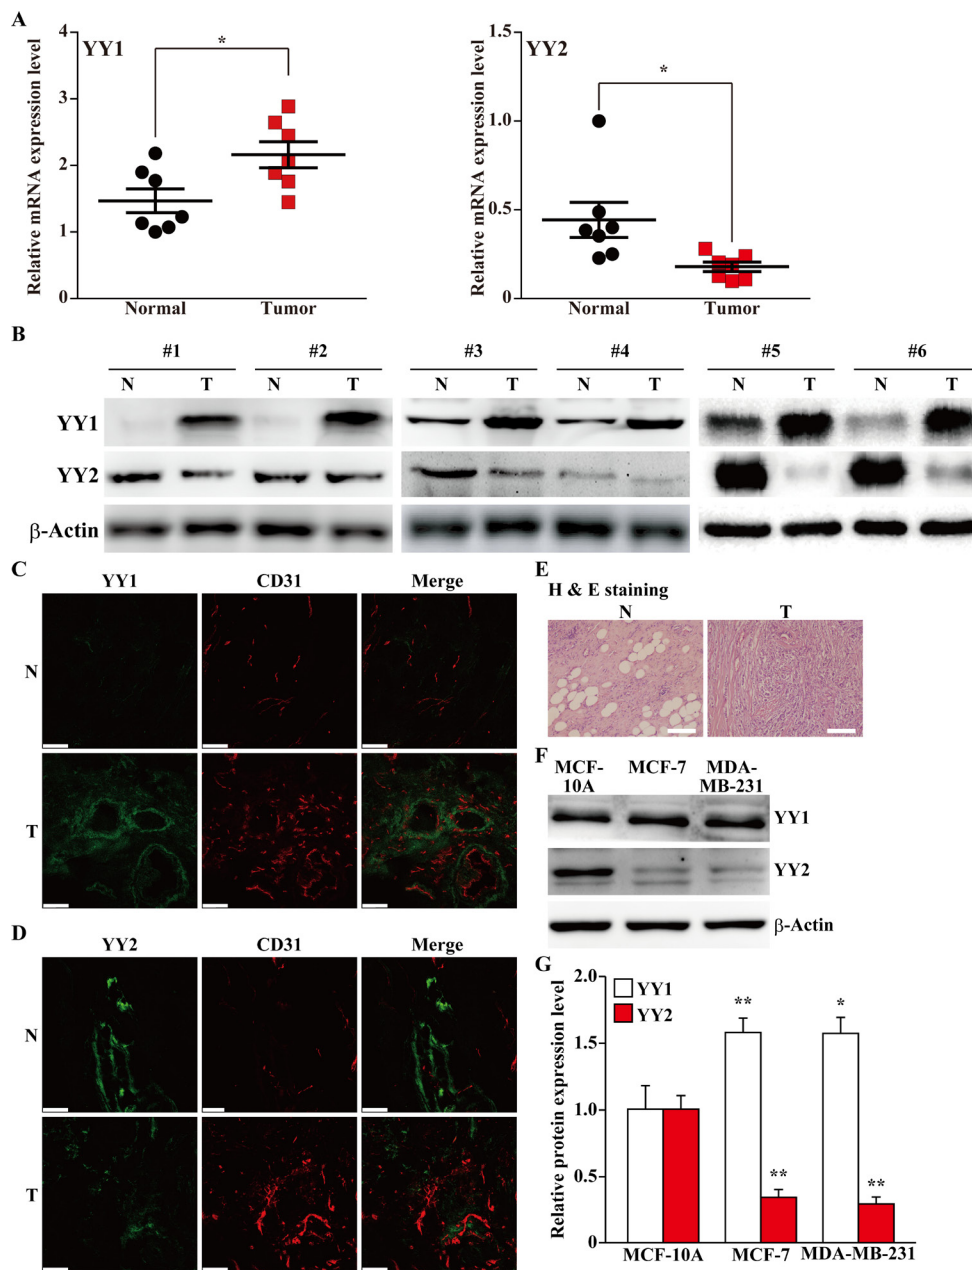 A
YY1
*
Relative mRNA expression level
4
3
2
1
0
Normal Tumor
YY2
*
Relative mRNA expression level
1.5
1.0
0.5
0
Normal Tumor
B
#1 #2 #3 #4 #5 #6
N T N T N T N T N T N T
YY1
YY2
β-Actin
C
YY1 CD31 Merge
N
T
D
YY2 CD31 Merge
N
T
E
H & E staining
N T
F
MCF-10A MCF-7 MDA-MB-231
YY1
YY2
β-Actin
G
YY1
YY2
Relative protein expression level
2.0
1.5
1.0
0.5
0
** *
** **
MCF-10A MCF-7 MDA-MB-231